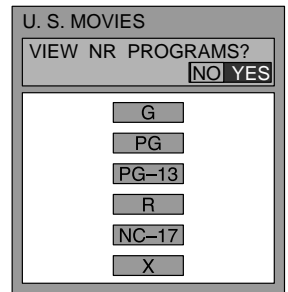 U. S. MOVIES
VIEW NR PROGRAMS?
NO YES
G
PG
PG–13
R
NC–17
X